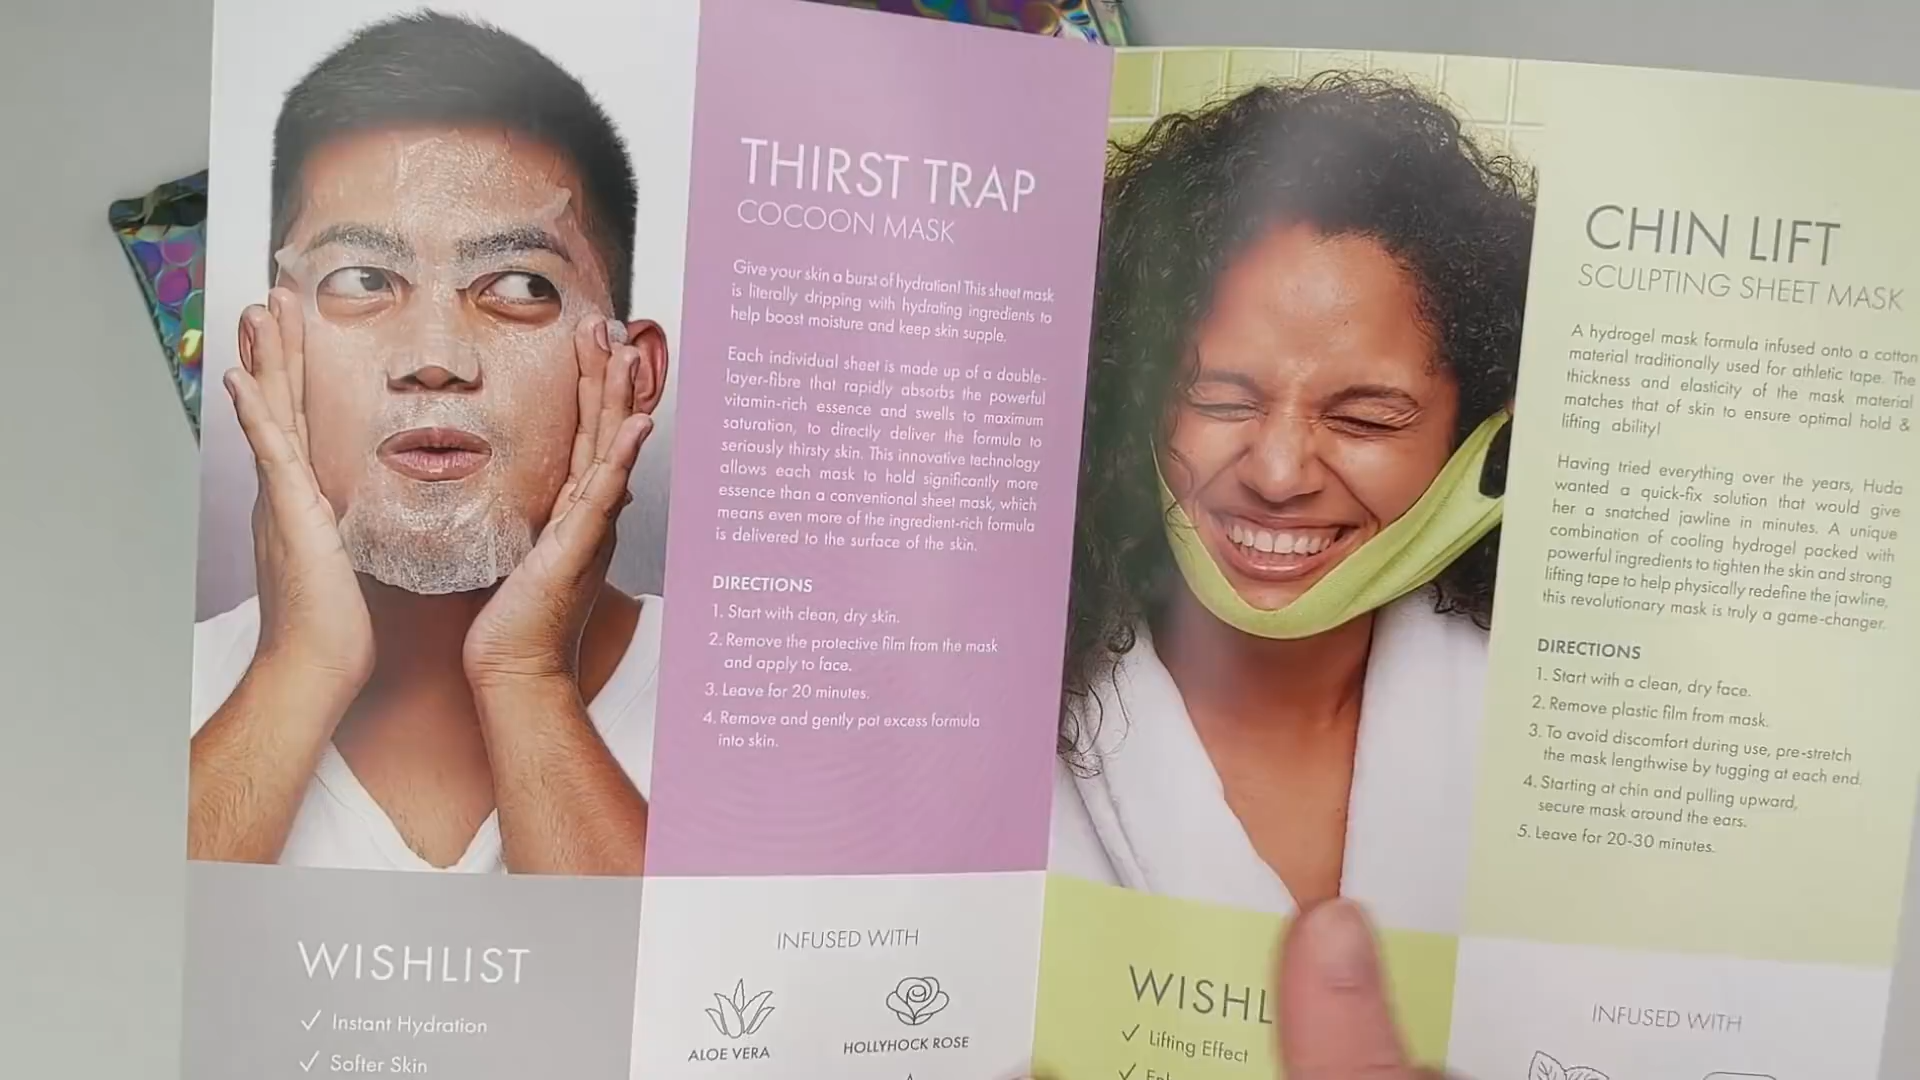 THIRST TRAP
COCOON MASK
Give your skin a burst of hydration! This sheet mask
is literally dripping with hydrating ingredients to
help boost moisture and keep skin supple.
Each individual sheet is made up of a double-
layer-fibre that rapidly absorbs the powerful
vitamin-rich essence and swells to maximum
saturation, to directly deliver the formula to
seriously thirsty skin. This innovative technology
allows each mask to hold significantly more
essence than a conventional sheet mask, which
means even more of the ingredient-rich formula
is delivered to the surface of the skin.
DIRECTIONS
1. Start with clean, dry skin.
2. Remove the protective film from the mask
and apply to face.
3. Leave for 20 minutes.
4. Remove and gently pat excess formula
into skin.
WISHLIST
✓ Instant Hydration
✓ Softer Skin
INFUSED WITH
ALOE VERA
HOLLYHOCK ROSE
CHIN LIFT
SCULPTING SHEET MASK
A hydrogel mask formula infused onto a cotton
material traditionally used for athletic tape. The
thickness and elasticity of the mask material
matches that of skin to ensure optimal hold &
lifting ability!
Having tried everything over the years, Huda
wanted a quick-fix solution that would give
her a snatched jawline in minutes. A unique
combination of cooling hydrogel packed with
powerful ingredients to tighten the skin and strong
lifting tape to help physically redefine the jawline,
this revolutionary mask is truly a game-changer.
DIRECTIONS
1. Start with a clean, dry face.
2. Remove plastic film from mask.
3. To avoid discomfort during use, pre-stretch
the mask lengthwise by tugging at each end.
4. Starting at chin and pulling upward,
secure mask around the ears.
5. Leave for 20-30 minutes.
WISHL
✓ Lifting Effect
INFUSED WITH